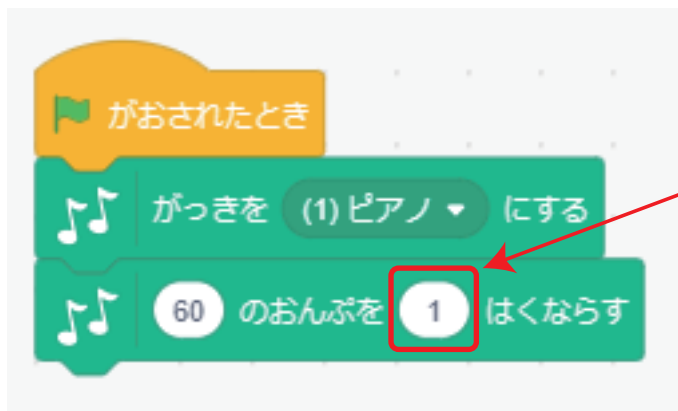 がおされたとき
がっきを (1) ピアノ にする
60 のおんぷを 1 はくならす